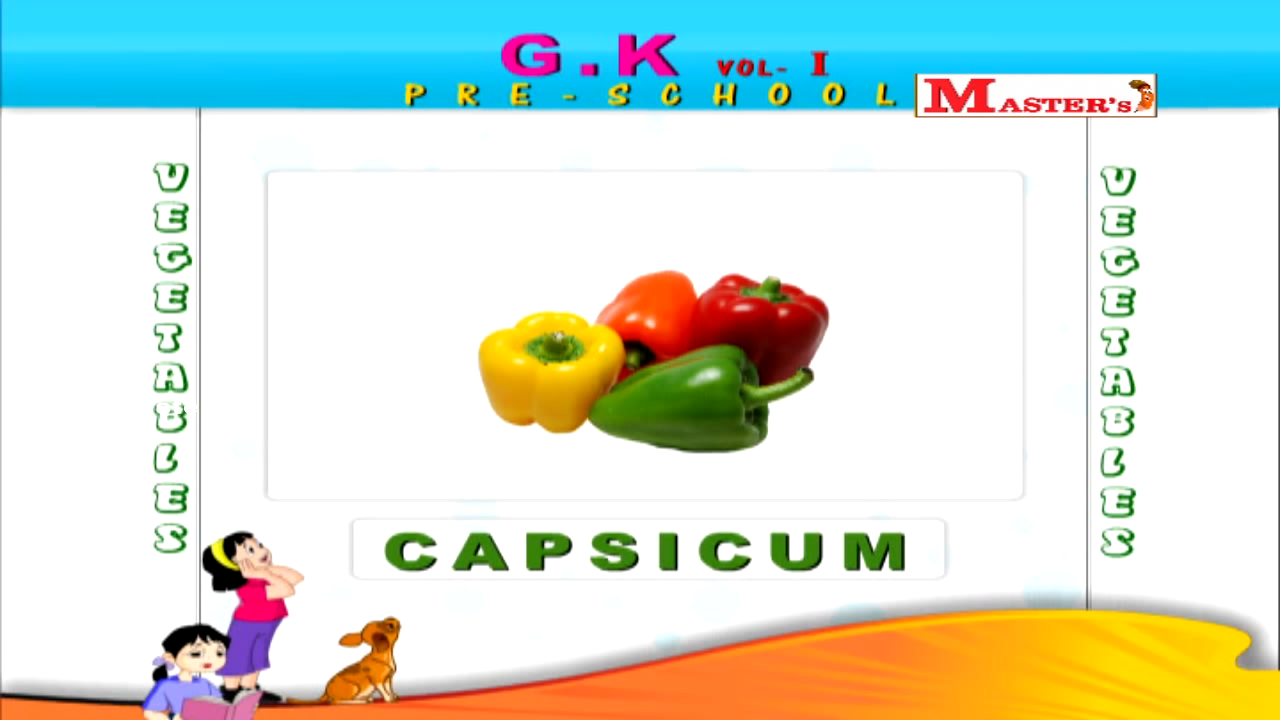 G.K VOL- I
PRE-SCHOOL
MASTER's
VEGETABLES
VEGETABLES
CAPSICUM